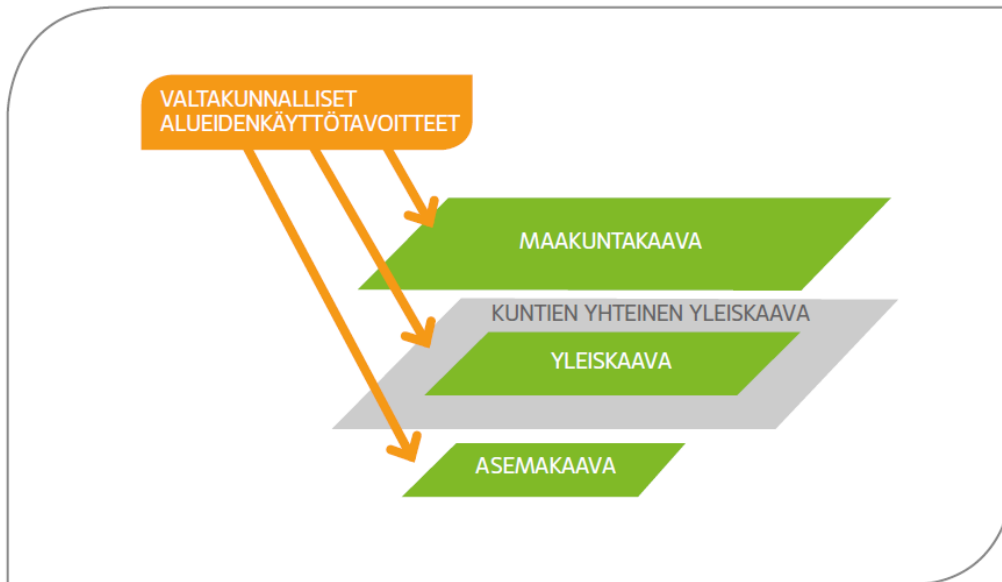 VALTAKUNNALLISET
ALUEIDENKÄYTTÖTAVOITTEET
MAAKUNTAKAAVA
KUNTIEN YHTEINEN YLEISKAAVA
YLEISKAAVA
ASEMAKAAVA